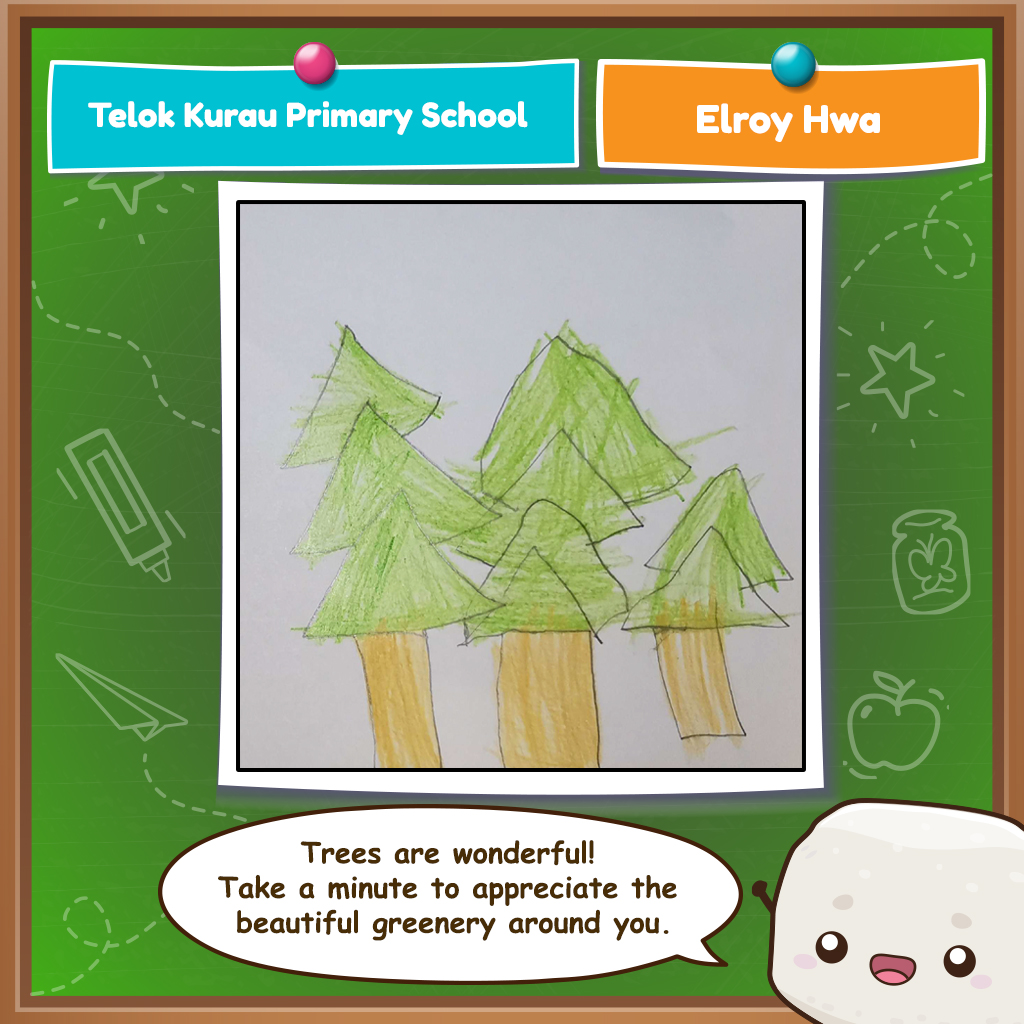 Telok Kurau Primary School
Elroy Hwa
Trees are wonderful!
Take a minute to appreciate the
beautiful greenery around you.